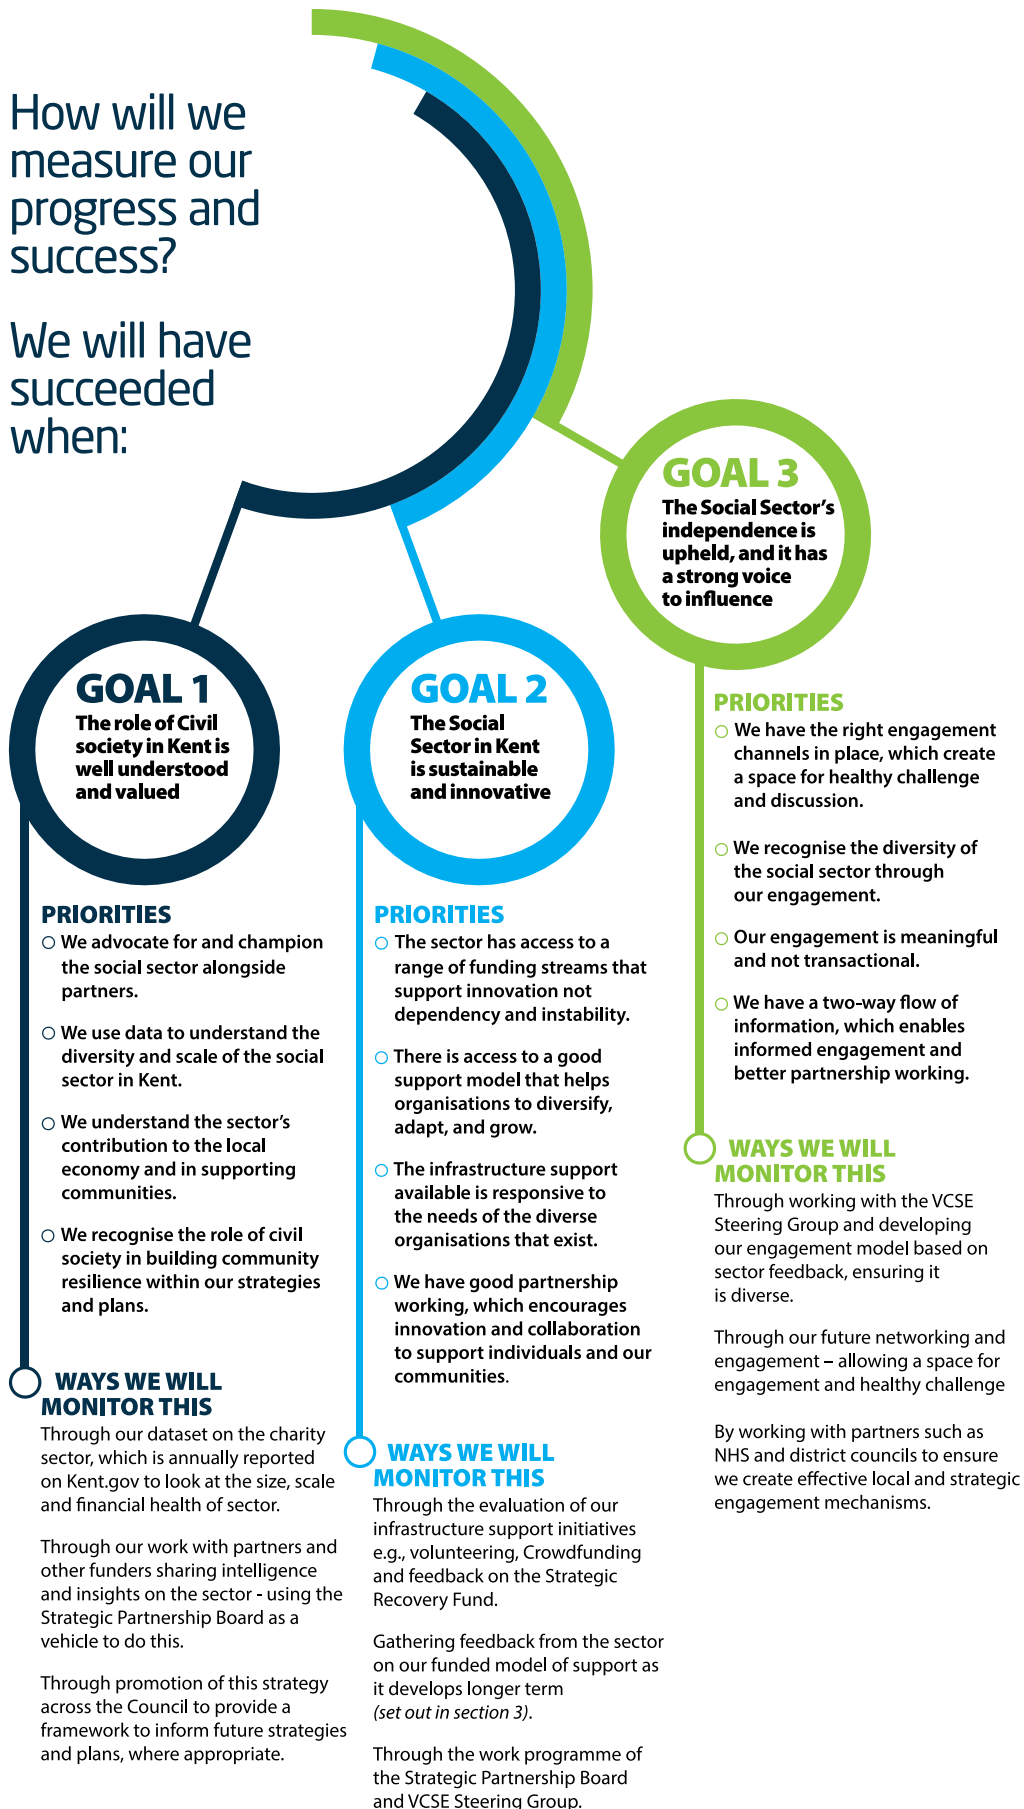 How will we
measure our
progress and
success?
We will have
succeeded
when:
GOAL 1
The role of Civil
society in Kent is
well understood
and valued
PRIORITIES
We advocate for and champion
the social sector alongside
partners.
We use data to understand the
diversity and scale of the social
sector in Kent.
We understand the sector's
contribution to the local
economy and in supporting
communities.
We recognise the role of civil
society in building community
resilience within our strategies
and plans.
WAYS WE WILL
MONITOR THIS
Through our dataset on the charity
sector, which is annually reported
on Kent.gov to look at the size, scale
and financial health of sector.
Through our work with partners and
other funders sharing intelligence
and insights on the sector - using the
Strategic Partnership Board as a
vehicle to do this.
Through promotion of this strategy
across the Council to provide a
framework to inform future strategies
and plans, where appropriate.
GOAL 2
The Social
Sector in Kent
is sustainable
and innovative
PRIORITIES
The sector has access to a
range of funding streams that
support innovation not
dependency and instability.
There is access to a good
support model that helps
organisations to diversify,
adapt, and grow.
The infrastructure support
available is responsive to
the needs of the diverse
organisations that exist.
We have good partnership
working, which encourages
innovation and collaboration
to support individuals and our
communities.
WAYS WE WILL
MONITOR THIS
Through the evaluation of our
infrastructure support initiatives
e.g., volunteering, Crowdfunding
and feedback on the Strategic
Recovery Fund.
Gathering feedback from the sector
on our funded model of support as
it develops longer term
(set out in section 3).
Through the work programme of
the Strategic Partnership Board
and VCSE Steering Group.
GOAL 3
The Social Sector's
independence is
upheld, and it has
a strong voice
to influence
PRIORITIES
We have the right engagement
channels in place, which create
a space for healthy challenge
and discussion.
We recognise the diversity of
the social sector through
our engagement.
Our engagement is meaningful
and not transactional.
We have a two-way flow of
information, which enables
informed engagement and
better partnership working.
WAYS WE WILL
MONITOR THIS
Through working with the VCSE
Steering Group and developing
our engagement model based on
sector feedback, ensuring it
is diverse.
Through our future networking and
engagement – allowing a space for
engagement and healthy challenge
By working with partners such as
NHS and district councils to ensure
we create effective local and strategic
engagement mechanisms.